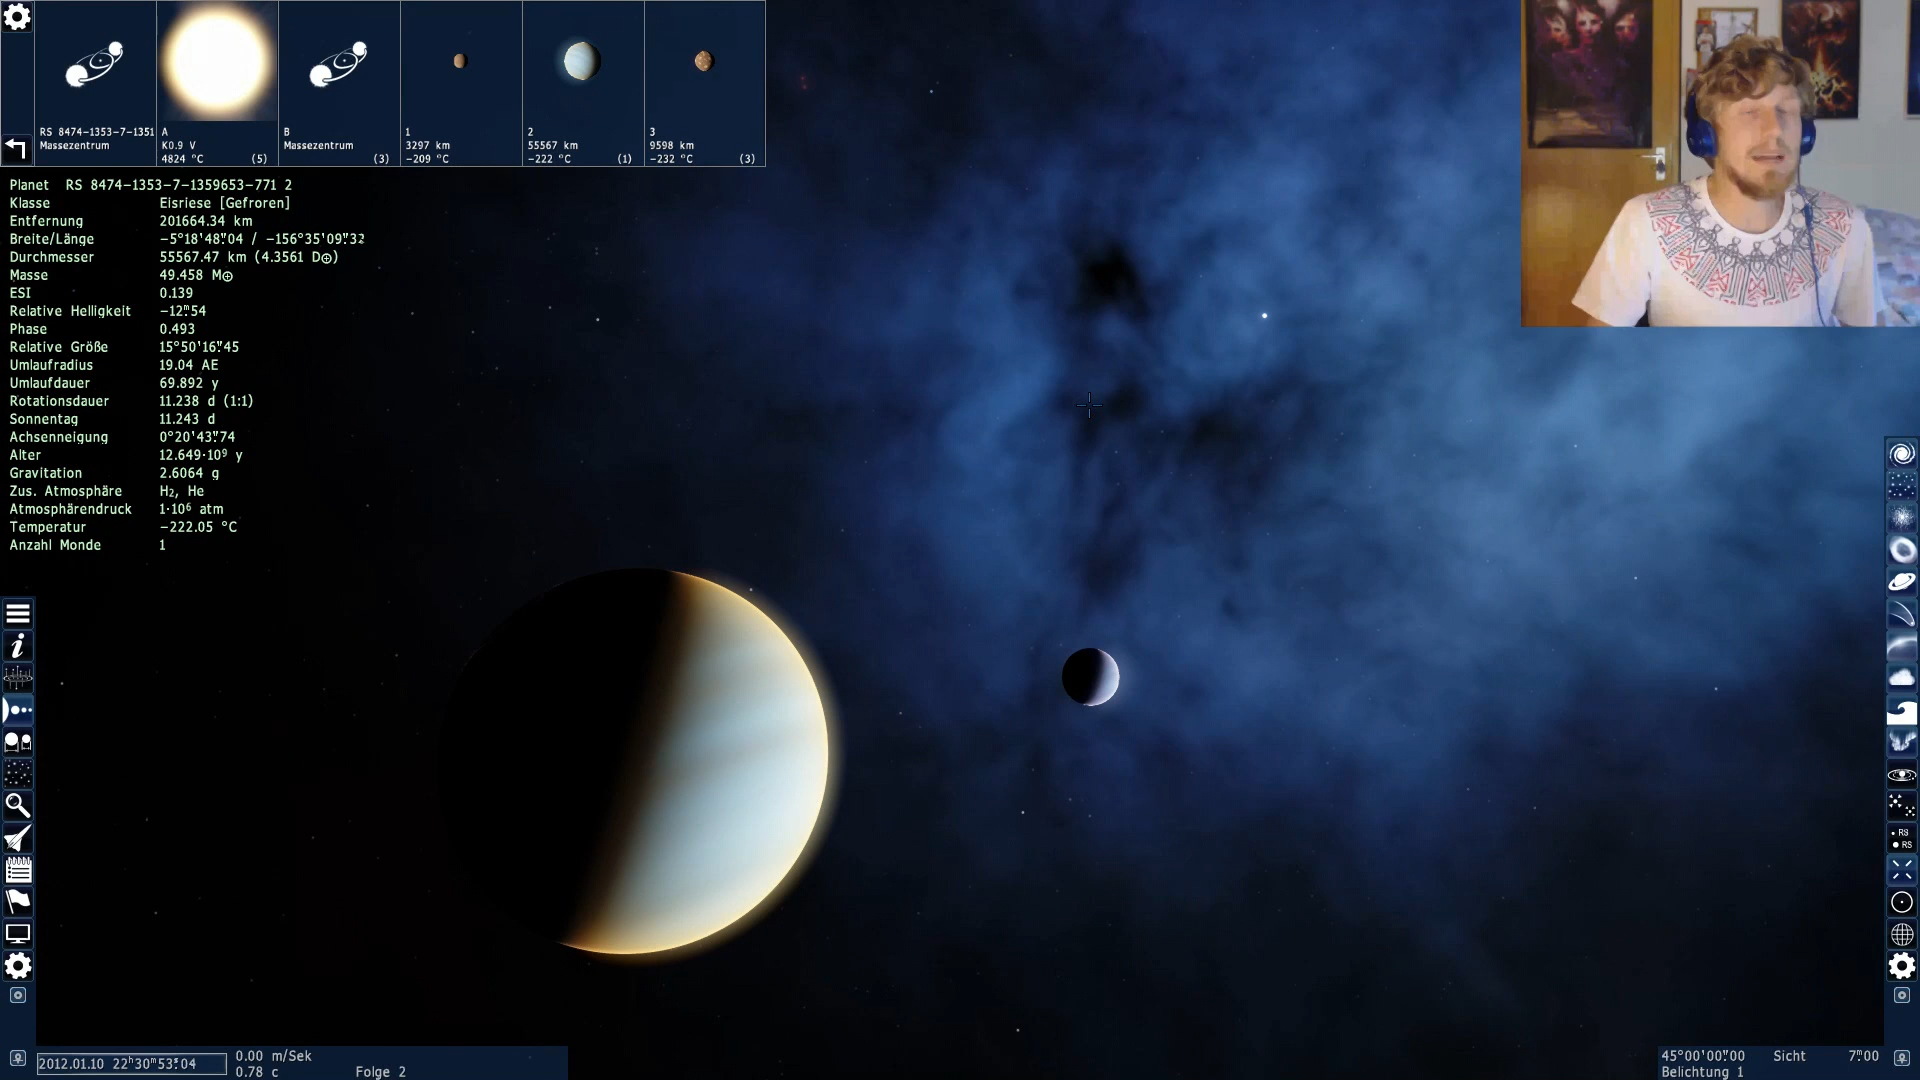 RS 8474-1353-7-1351
Massezentrum
A
K0.9 V
4824 °C (5)
B
Massezentrum
(3)
1
3297 km
-209 °C
2
55567 km
-222 °C (1)
3
9598 km
-232 °C (3)
Planet RS 8474-1353-7-1359653-771 2
Klasse Eisriese [Gefroren]
Entfernung 201664.34 km
Breite/Länge -5°18'48"04 / -156°35'09"32
Durchmesser 55567.47 km (4.3561 D⊕)
Masse 49.458 M⊕
ESI 0.139
Relative Helligkeit -12ᵐ54
Phase 0.493
Relative Größe 15°50'16"45
Umlaufradius 19.04 AE
Umlaufdauer 69.892 y
Rotationsdauer 11.238 d (1:1)
Sonnentag 11.243 d
Achsenneigung 0°20'43"74
Alter 12.649·10⁹ y
Gravitation 2.6064 g
Zus. Atmosphäre H₂, He
Atmosphärendruck 1·10⁶ atm
Temperatur -222.05 °C
Anzahl Monde 1
RS
RS
2012.01.10 22ʰ30ᵐ53ˢ04
0.00 m/Sek
0.78 c Folge 2
45°00'00"00 Sicht 7ᵐ00
Belichtung 1